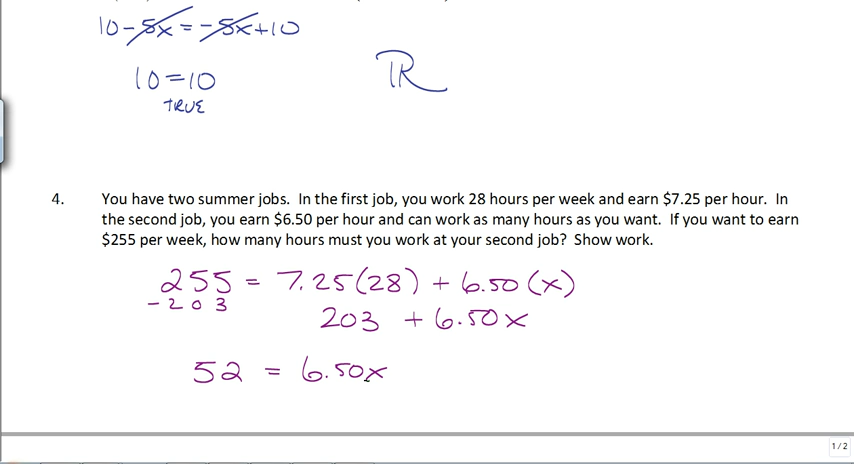 10 - 5x = -5x + 10
10 = 10
TRUE
ℝ
4. You have two summer jobs. In the first job, you work 28 hours per week and earn $7.25 per hour. In
the second job, you earn $6.50 per hour and can work as many hours as you want. If you want to earn
$255 per week, how many hours must you work at your second job? Show work.
255 = 7.25(28) + 6.50(x)
-203
203 + 6.50x
52 = 6.50x
1 / 2